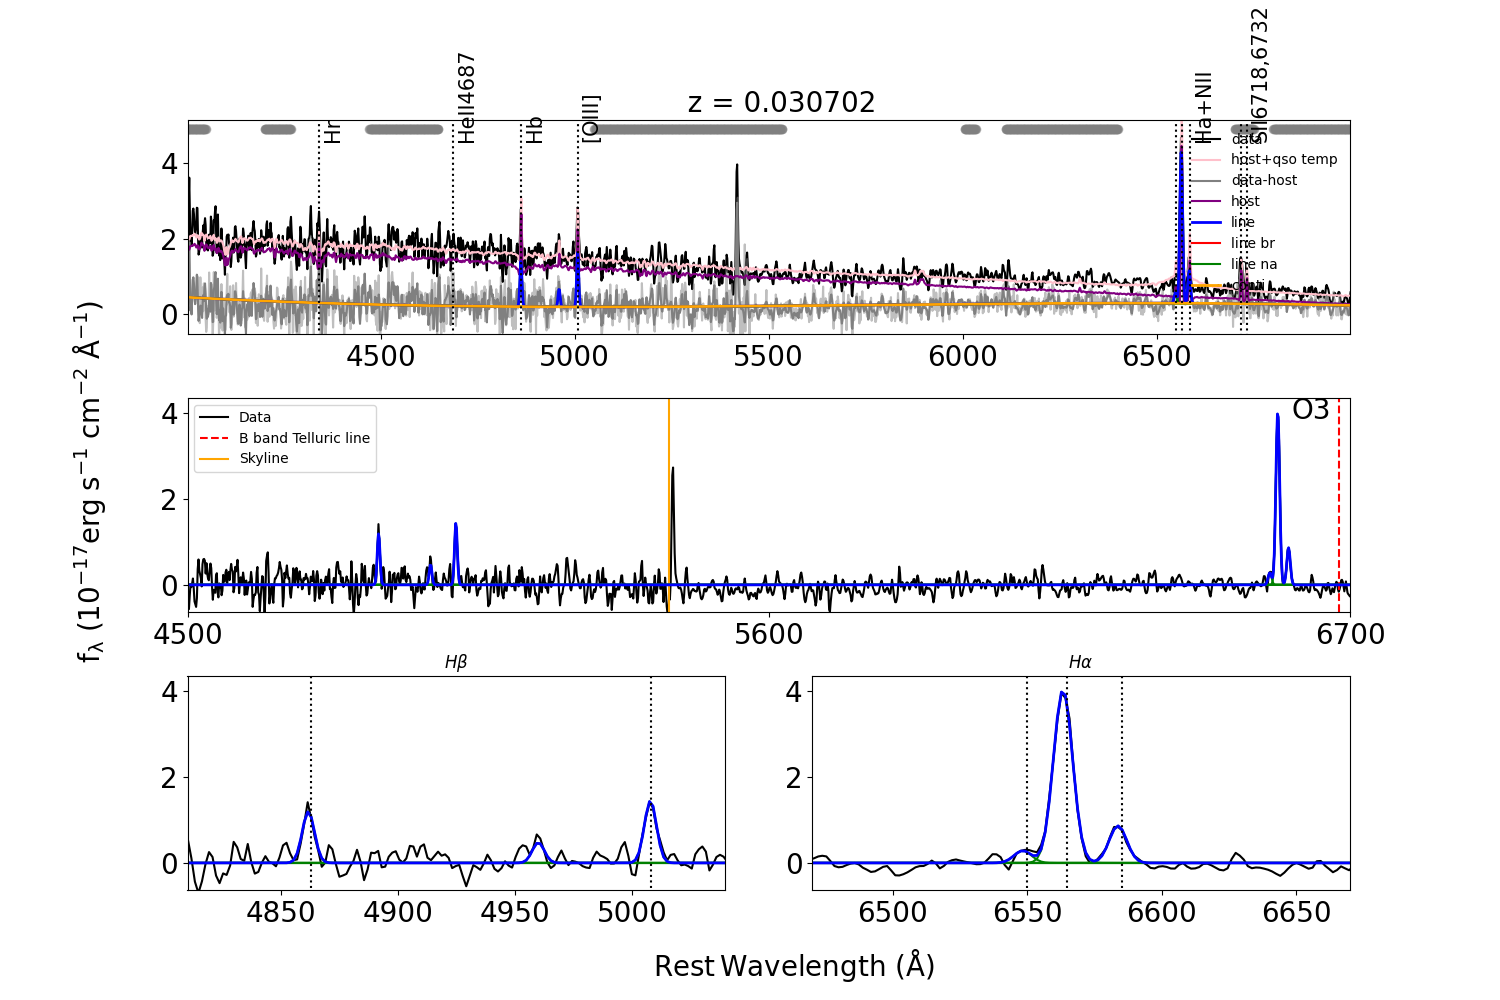 z = 0.030702
Hr
HeII4687
Hb
[OIII]
Ha+NII
SII6718,6732
data
host+qso temp
data-host
host
line
line br
line na
4
2
0
4500
5000
5500
6000
6500
fλ (10−17erg s−1 cm−2 Å−1)
O3
Data
B band Telluric line
Skyline
4
2
0
4500
5600
6700
Hβ
4
2
0
4850
4900
4950
5000
Hα
4
2
0
6500
6550
6600
6650
Rest Wavelength (Å)